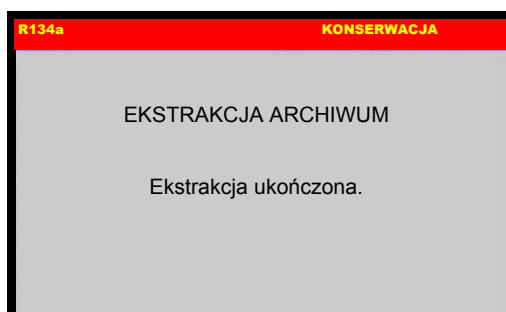 R134a KONSERWACJA
EKSTRAKCJA ARCHIWUM
Ekstrakcja ukończona.